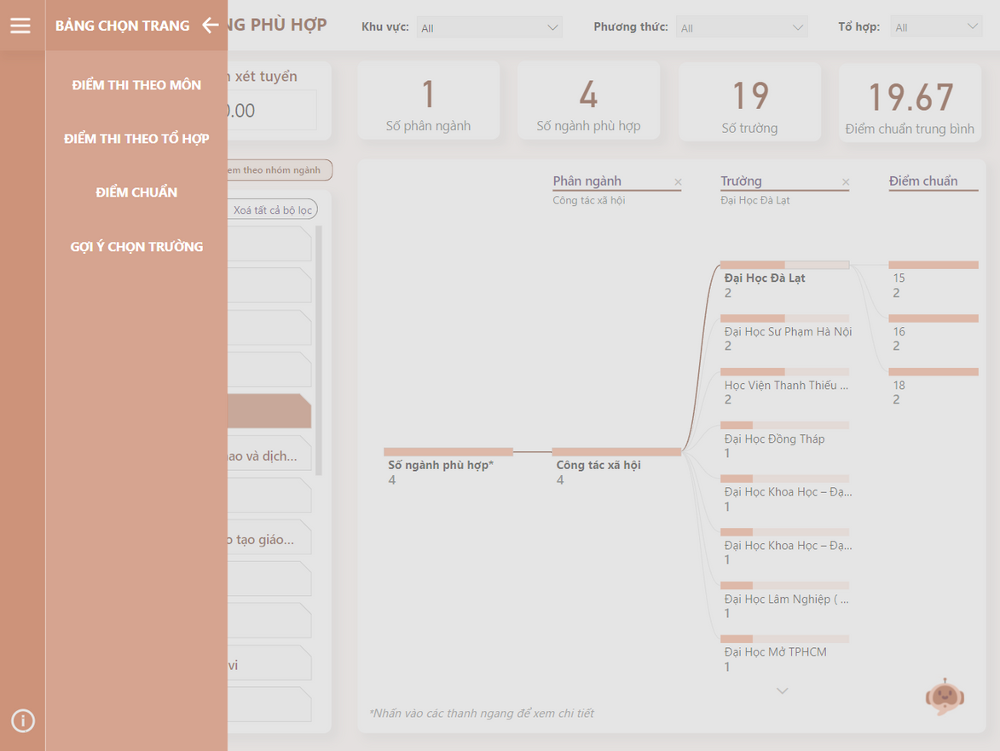 BẢNG CHỌN TRANG
NG PHÙ HỢP
Khu vực:
All
Phương thức:
All
Tổ hợp:
All
ĐIỂM THI THEO MÔN
ĐIỂM THI THEO TỔ HỢP
ĐIỂM CHUẨN
GỢI Ý CHỌN TRƯỜNG
xét tuyển
0.00
1
Số phân ngành
4
Số ngành phù hợp
19
Số trường
19.67
Điểm chuẩn trung bình
em theo nhóm ngành
Xoá tất cả bộ lọc
ao và dịch...
o tạo giáo...
vi
Phân ngành
Công tác xã hội
Trường
Đại Học Đà Lạt
Điểm chuẩn
Số ngành phù hợp*
4
Công tác xã hội
4
Đại Học Đà Lạt
2
Đại Học Sư Phạm Hà Nội
2
Học Viện Thanh Thiếu ...
2
Đại Học Đồng Tháp
1
Đại Học Khoa Học – Đạ...
1
Đại Học Khoa Học – Đạ...
1
Đại Học Lâm Nghiệp ( ...
1
Đại Học Mở TPHCM
1
15
2
16
2
18
2
*Nhấn vào các thanh ngang để xem chi tiết